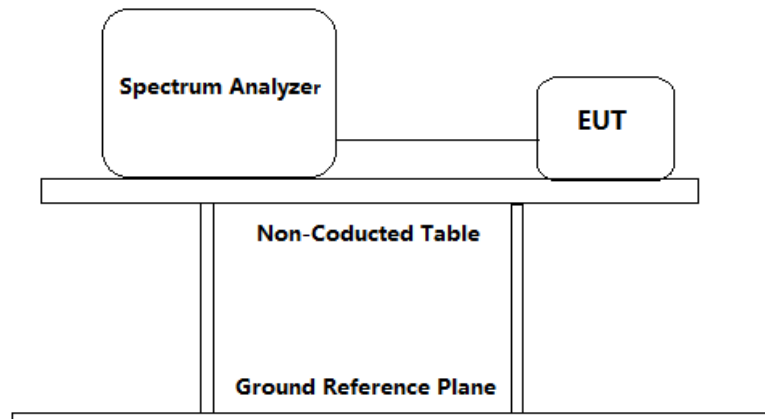 Spectrum Analyzer
EUT
Non-Coducted Table
Ground Reference Plane